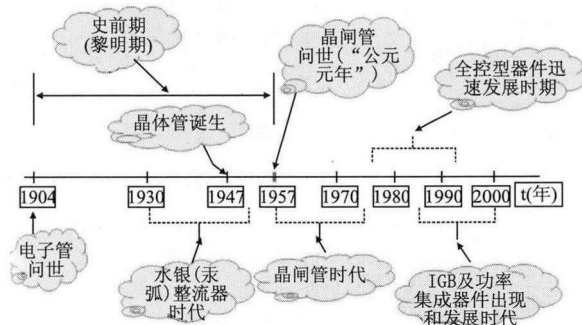 史前期
(黎明期)
晶闸管
问世(“公元
元年”)
全控型器件迅
速发展时期
晶体管诞生
1904
1930
1947
1957
1970
1980
1990
2000
t(年)
电子管
问世
水银(汞
弧)整流器
时代
晶闸管时代
IGB及功率
集成器件出现
和发展时代